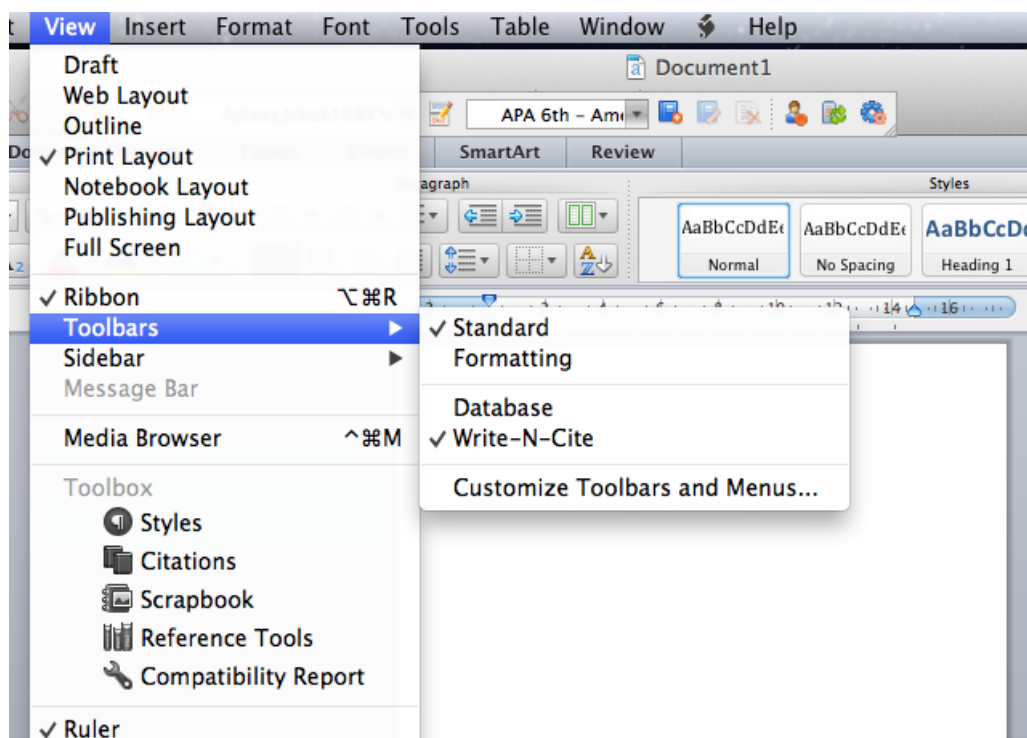 View Insert Format Font Tools Table Window Help
Document1
APA 6th - Am
SmartArt Review
Styles
AaBbCcDdEe AaBbCcDdEe AaBbCcDd
Normal No Spacing Heading 1
Draft
Web Layout
Outline
✓ Print Layout
Notebook Layout
Publishing Layout
Full Screen
✓ Ribbon ⌥⌘R
Toolbars
Sidebar
Message Bar
Media Browser ^⌘M
Toolbox
Styles
Citations
Scrapbook
Reference Tools
Compatibility Report
✓ Ruler
✓ Standard
Formatting
Database
✓ Write-N-Cite
Customize Toolbars and Menus...